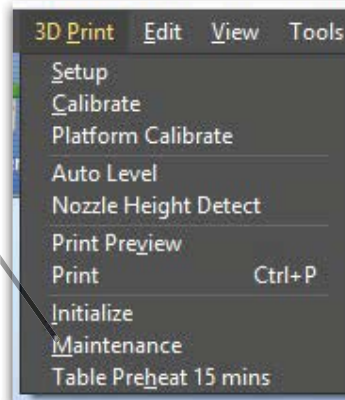 3D Print Edit View Tools
Setup
Calibrate
Platform Calibrate
Auto Level
Nozzle Height Detect
Print Preview
Print Ctrl+P
Initialize
Maintenance
Table Preheat 15 mins